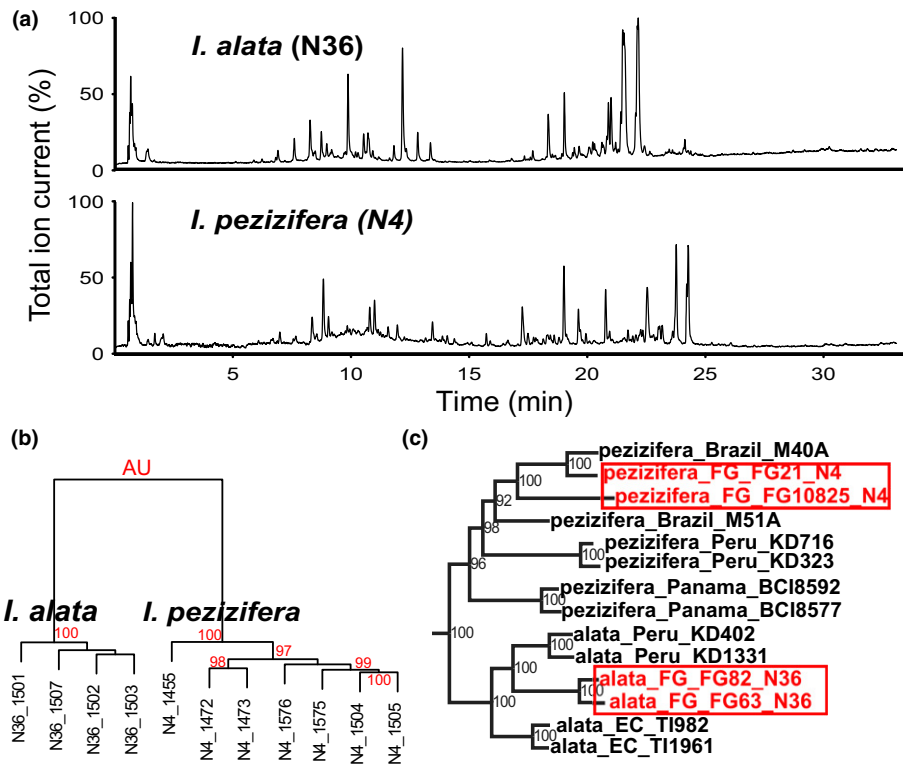 (a)
100
I. alata (N36)
50
0
100
I. pezizifera (N4)
50
0
Total ion current (%)
5 10 15 20 25 30
Time (min)
(b)
AU
I. alata
I. pezizifera
100
100
97
98
99
100
N36_1501
N36_1507
N36_1502
N36_1503
N4_1455
N4_1472
N4_1473
N4_1576
N4_1575
N4_1504
N4_1505
(c)
pezizifera_Brazil_M40A
100
pezizifera_FG_FG21_N4
100
pezizifera_FG_FG10825_N4
92
pezizifera_Brazil_M51A
98
pezizifera_Peru_KD716
100
pezizifera_Peru_KD323
96
pezizifera_Panama_BCI8592
100
pezizifera_Panama_BCI8577
100
alata_Peru_KD402
100
alata_Peru_KD1331
100
alata_FG_FG82_N36
100
alata_FG_FG63_N36
100
alata_EC_TI982
100
alata_EC_TI1961